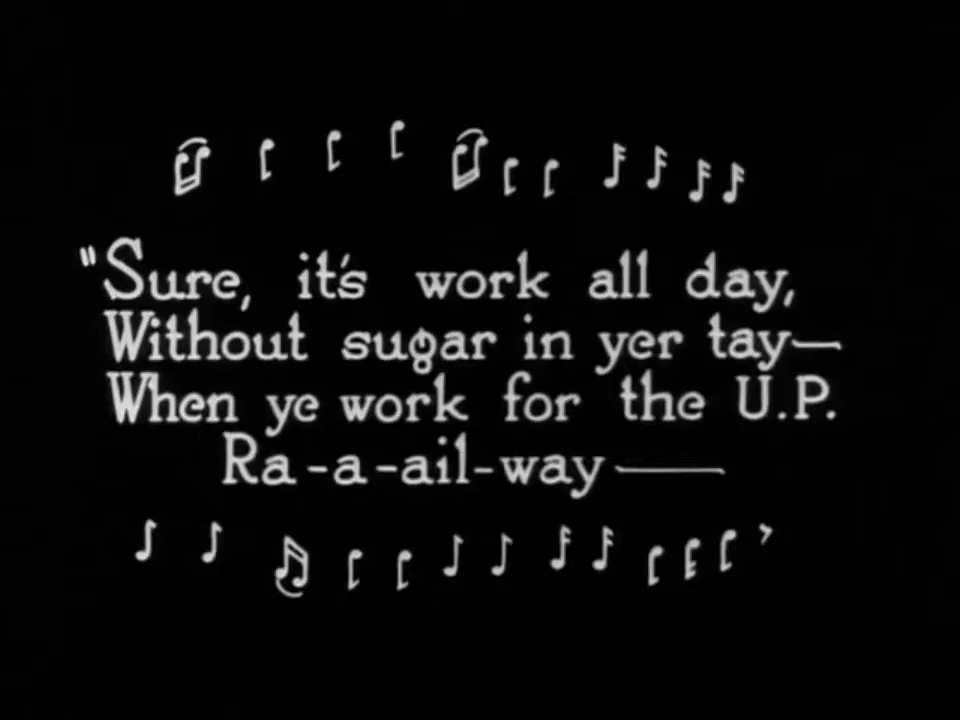 "Sure, it's work all day,
Without sugar in yer tay—
When ye work for the U.P.
Ra-a-ail-way——